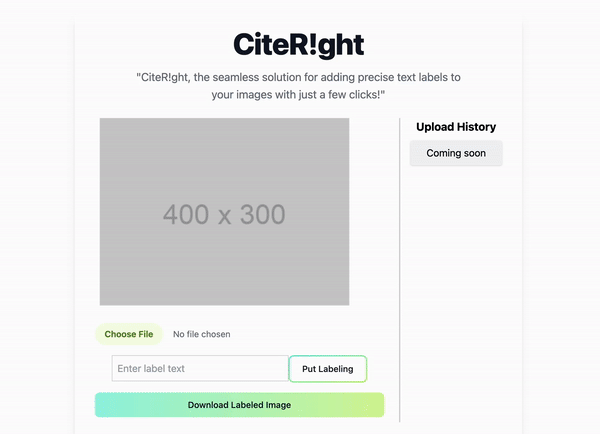 CiteR!ght
"CiteR!ght, the seamless solution for adding precise text labels to
your images with just a few clicks!"
400 x 300
Choose File No file chosen
Enter label text
Put Labeling
Download Labeled Image
Upload History
Coming soon